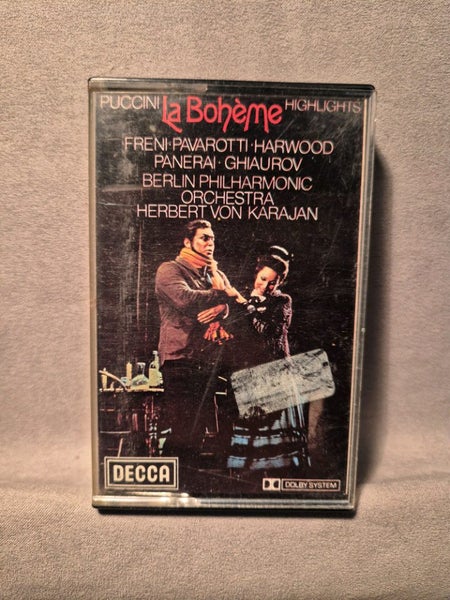 PUCCINI La Bohème HIGHLIGHTS
FRENI·PAVAROTTI·HARWOOD
PANERAI·GHIAUROV
BERLIN PHILHARMONIC
ORCHESTRA
HERBERT VON KARAJAN
DECCA
DOLBY SYSTEM